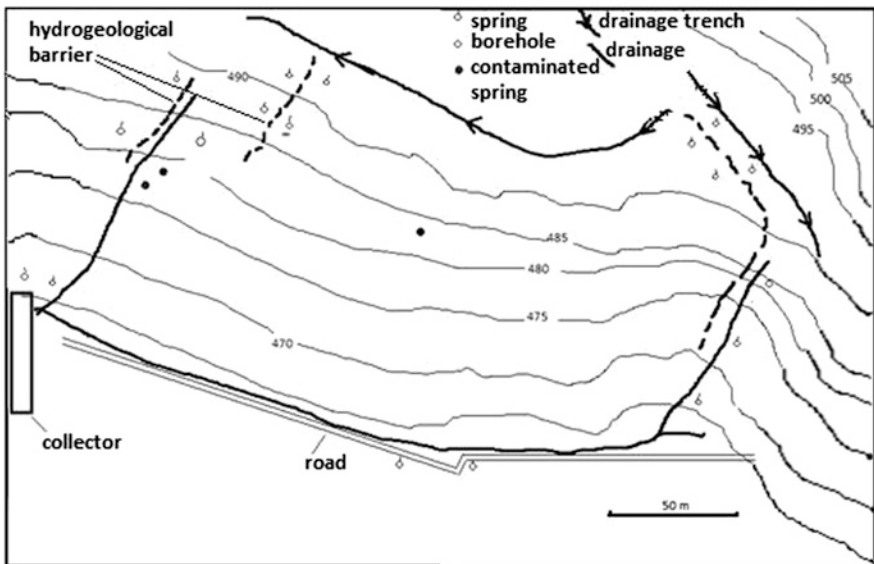 spring
drainage trench
borehole
drainage
contaminated
spring
hydrogeological
barrier
490
505
500
495
485
480
475
470
collector
road
50 m